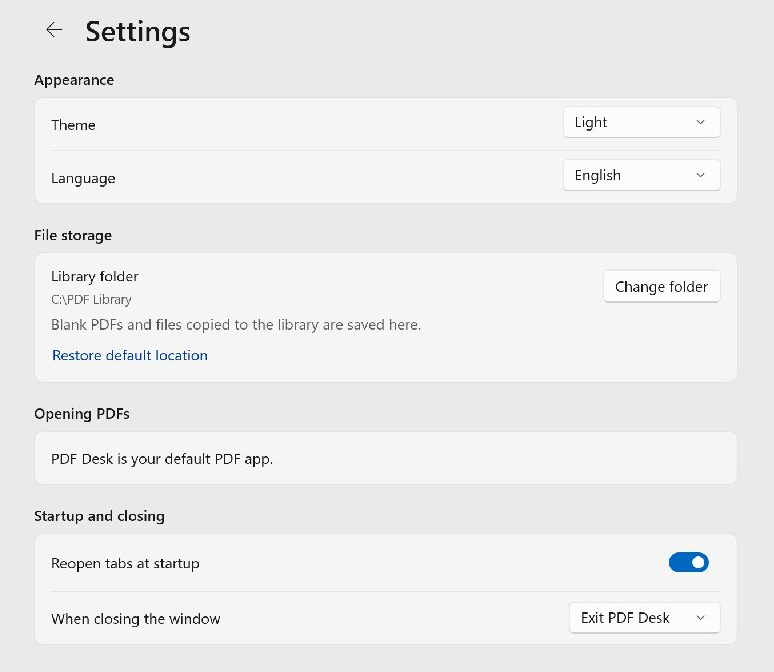 Settings
Appearance
Theme
Light
Language
English
File storage
Library folder
C:\PDF Library
Blank PDFs and files copied to the library are saved here.
Change folder
Restore default location
Opening PDFs
PDF Desk is your default PDF app.
Startup and closing
Reopen tabs at startup
When closing the window
Exit PDF Desk